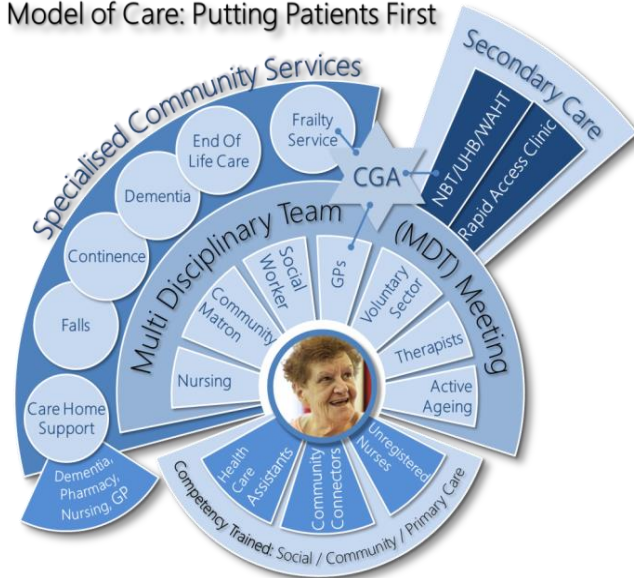 Model of Care: Putting Patients First
Specialised Community Services
Frailty
Service
End Of
Life Care
Dementia
Continence
Falls
Care Home
Support
Dementia,
Pharmacy,
Nursing, GP
CGA
Secondary Care
NBT/UHB/WAHT
Rapid Access Clinic
Multi Disciplinary Team (MDT) Meeting
Nursing
Community
Matron
Social
Worker
GPs
Voluntary
Sector
Therapists
Active
Ageing
Health
Care
Assistants
Community
Connectors
Unregistered
Nurses
Competency Trained: Social / Community / Primary Care